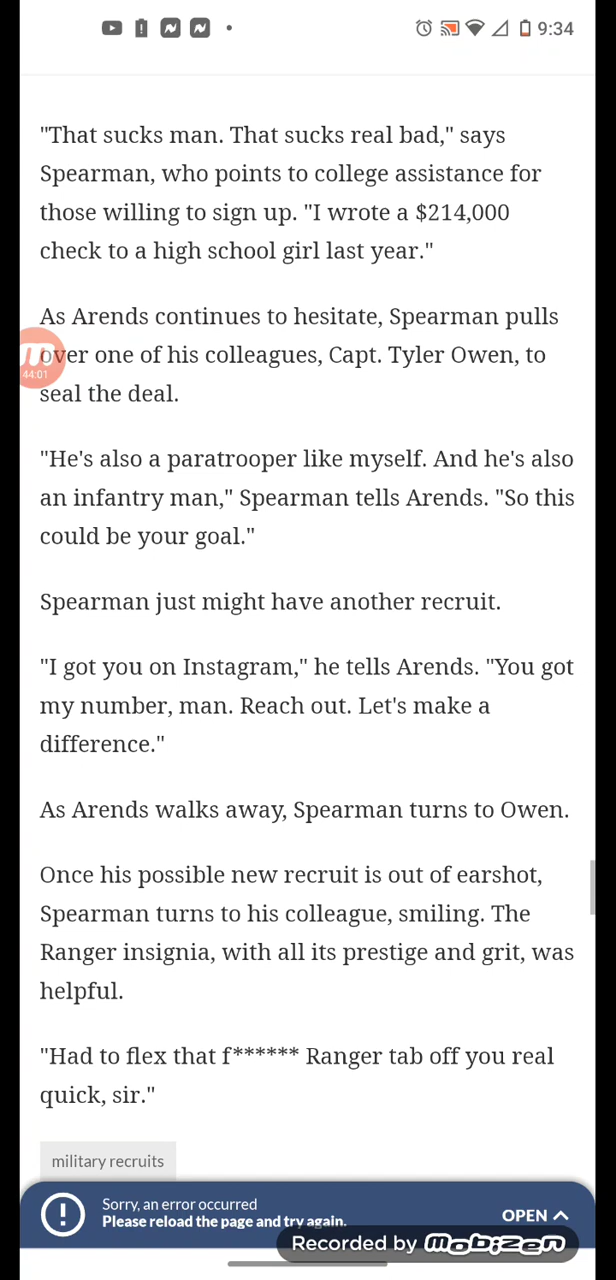 9:34
"That sucks man. That sucks real bad," says
Spearman, who points to college assistance for
those willing to sign up. "I wrote a $214,000
check to a high school girl last year."
As Arends continues to hesitate, Spearman pulls
over one of his colleagues, Capt. Tyler Owen, to
44:01
seal the deal.
"He's also a paratrooper like myself. And he's also
an infantry man," Spearman tells Arends. "So this
could be your goal."
Spearman just might have another recruit.
"I got you on Instagram," he tells Arends. "You got
my number, man. Reach out. Let's make a
difference."
As Arends walks away, Spearman turns to Owen.
Once his possible new recruit is out of earshot,
Spearman turns to his colleague, smiling. The
Ranger insignia, with all its prestige and grit, was
helpful.
"Had to flex that f****** Ranger tab off you real
quick, sir."
military recruits
Sorry, an error occurred
Please reload the page and try again.
OPEN
Recorded by mobizen